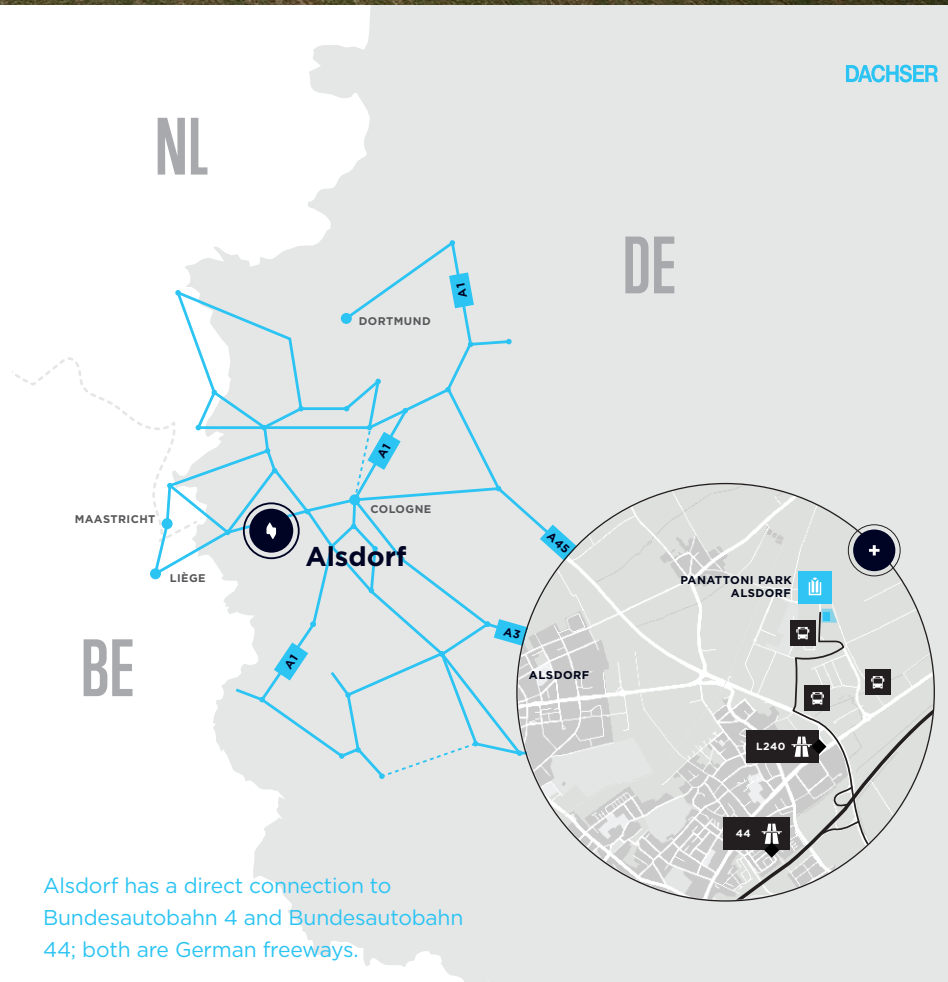 DACHSER
NL
DE
A1
DORTMUND
A1
COLOGNE
MAASTRICHT
Alsdorf
LIÈGE
A45
PANATTONI PARK
ALSDORF
A3
BE
A1
ALSDORF
L240
44
Alsdorf has a direct connection to
Bundesautobahn 4 and Bundesautobahn
44; both are German freeways.